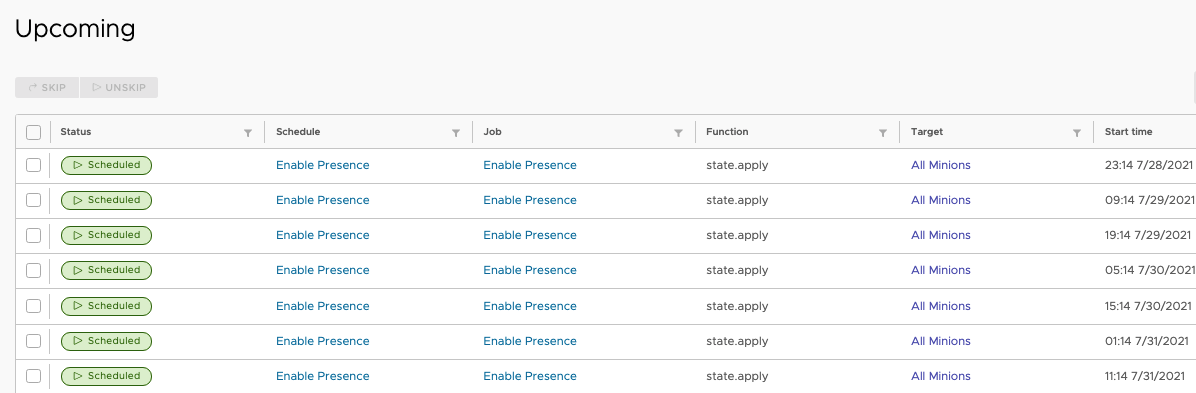 Upcoming
SKIP UNSKIP
Status Schedule Job Function Target Start time
Scheduled Enable Presence Enable Presence state.apply All Minions 23:14 7/28/2021
Scheduled Enable Presence Enable Presence state.apply All Minions 09:14 7/29/2021
Scheduled Enable Presence Enable Presence state.apply All Minions 19:14 7/29/2021
Scheduled Enable Presence Enable Presence state.apply All Minions 05:14 7/30/2021
Scheduled Enable Presence Enable Presence state.apply All Minions 15:14 7/30/2021
Scheduled Enable Presence Enable Presence state.apply All Minions 01:14 7/31/2021
Scheduled Enable Presence Enable Presence state.apply All Minions 11:14 7/31/2021